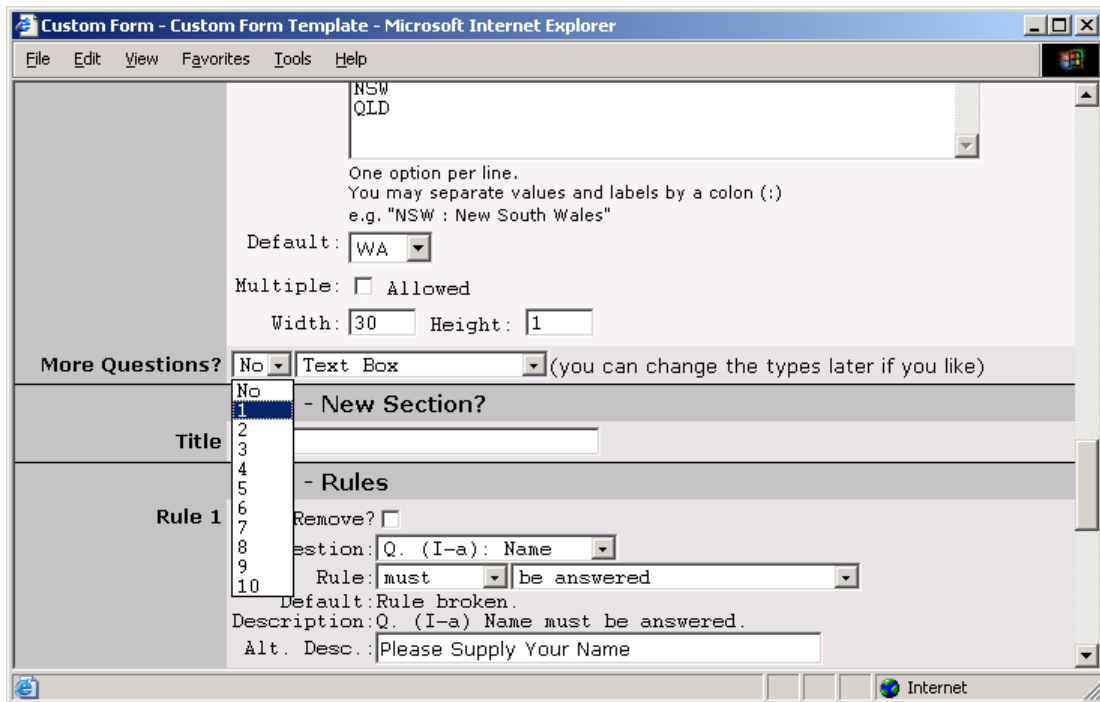 Custom Form - Custom Form Template - Microsoft Internet Explorer
File Edit View Favorites Tools Help
NSW
QLD
One option per line.
You may separate values and labels by a colon (:)
e.g. "NSW : New South Wales"
Default: WA
Multiple: Allowed
Width: 30 Height: 1
More Questions? No Text Box (you can change the types later if you like)
No
1
2
3
4
5
6
7
8
9
10
- New Section?
Title
- Rules
Rule 1
Remove?
estion: Q. (I-a): Name
Rule: must be answered
Default:Rule broken.
Description:Q. (I-a) Name must be answered.
Alt. Desc.: Please Supply Your Name
Internet